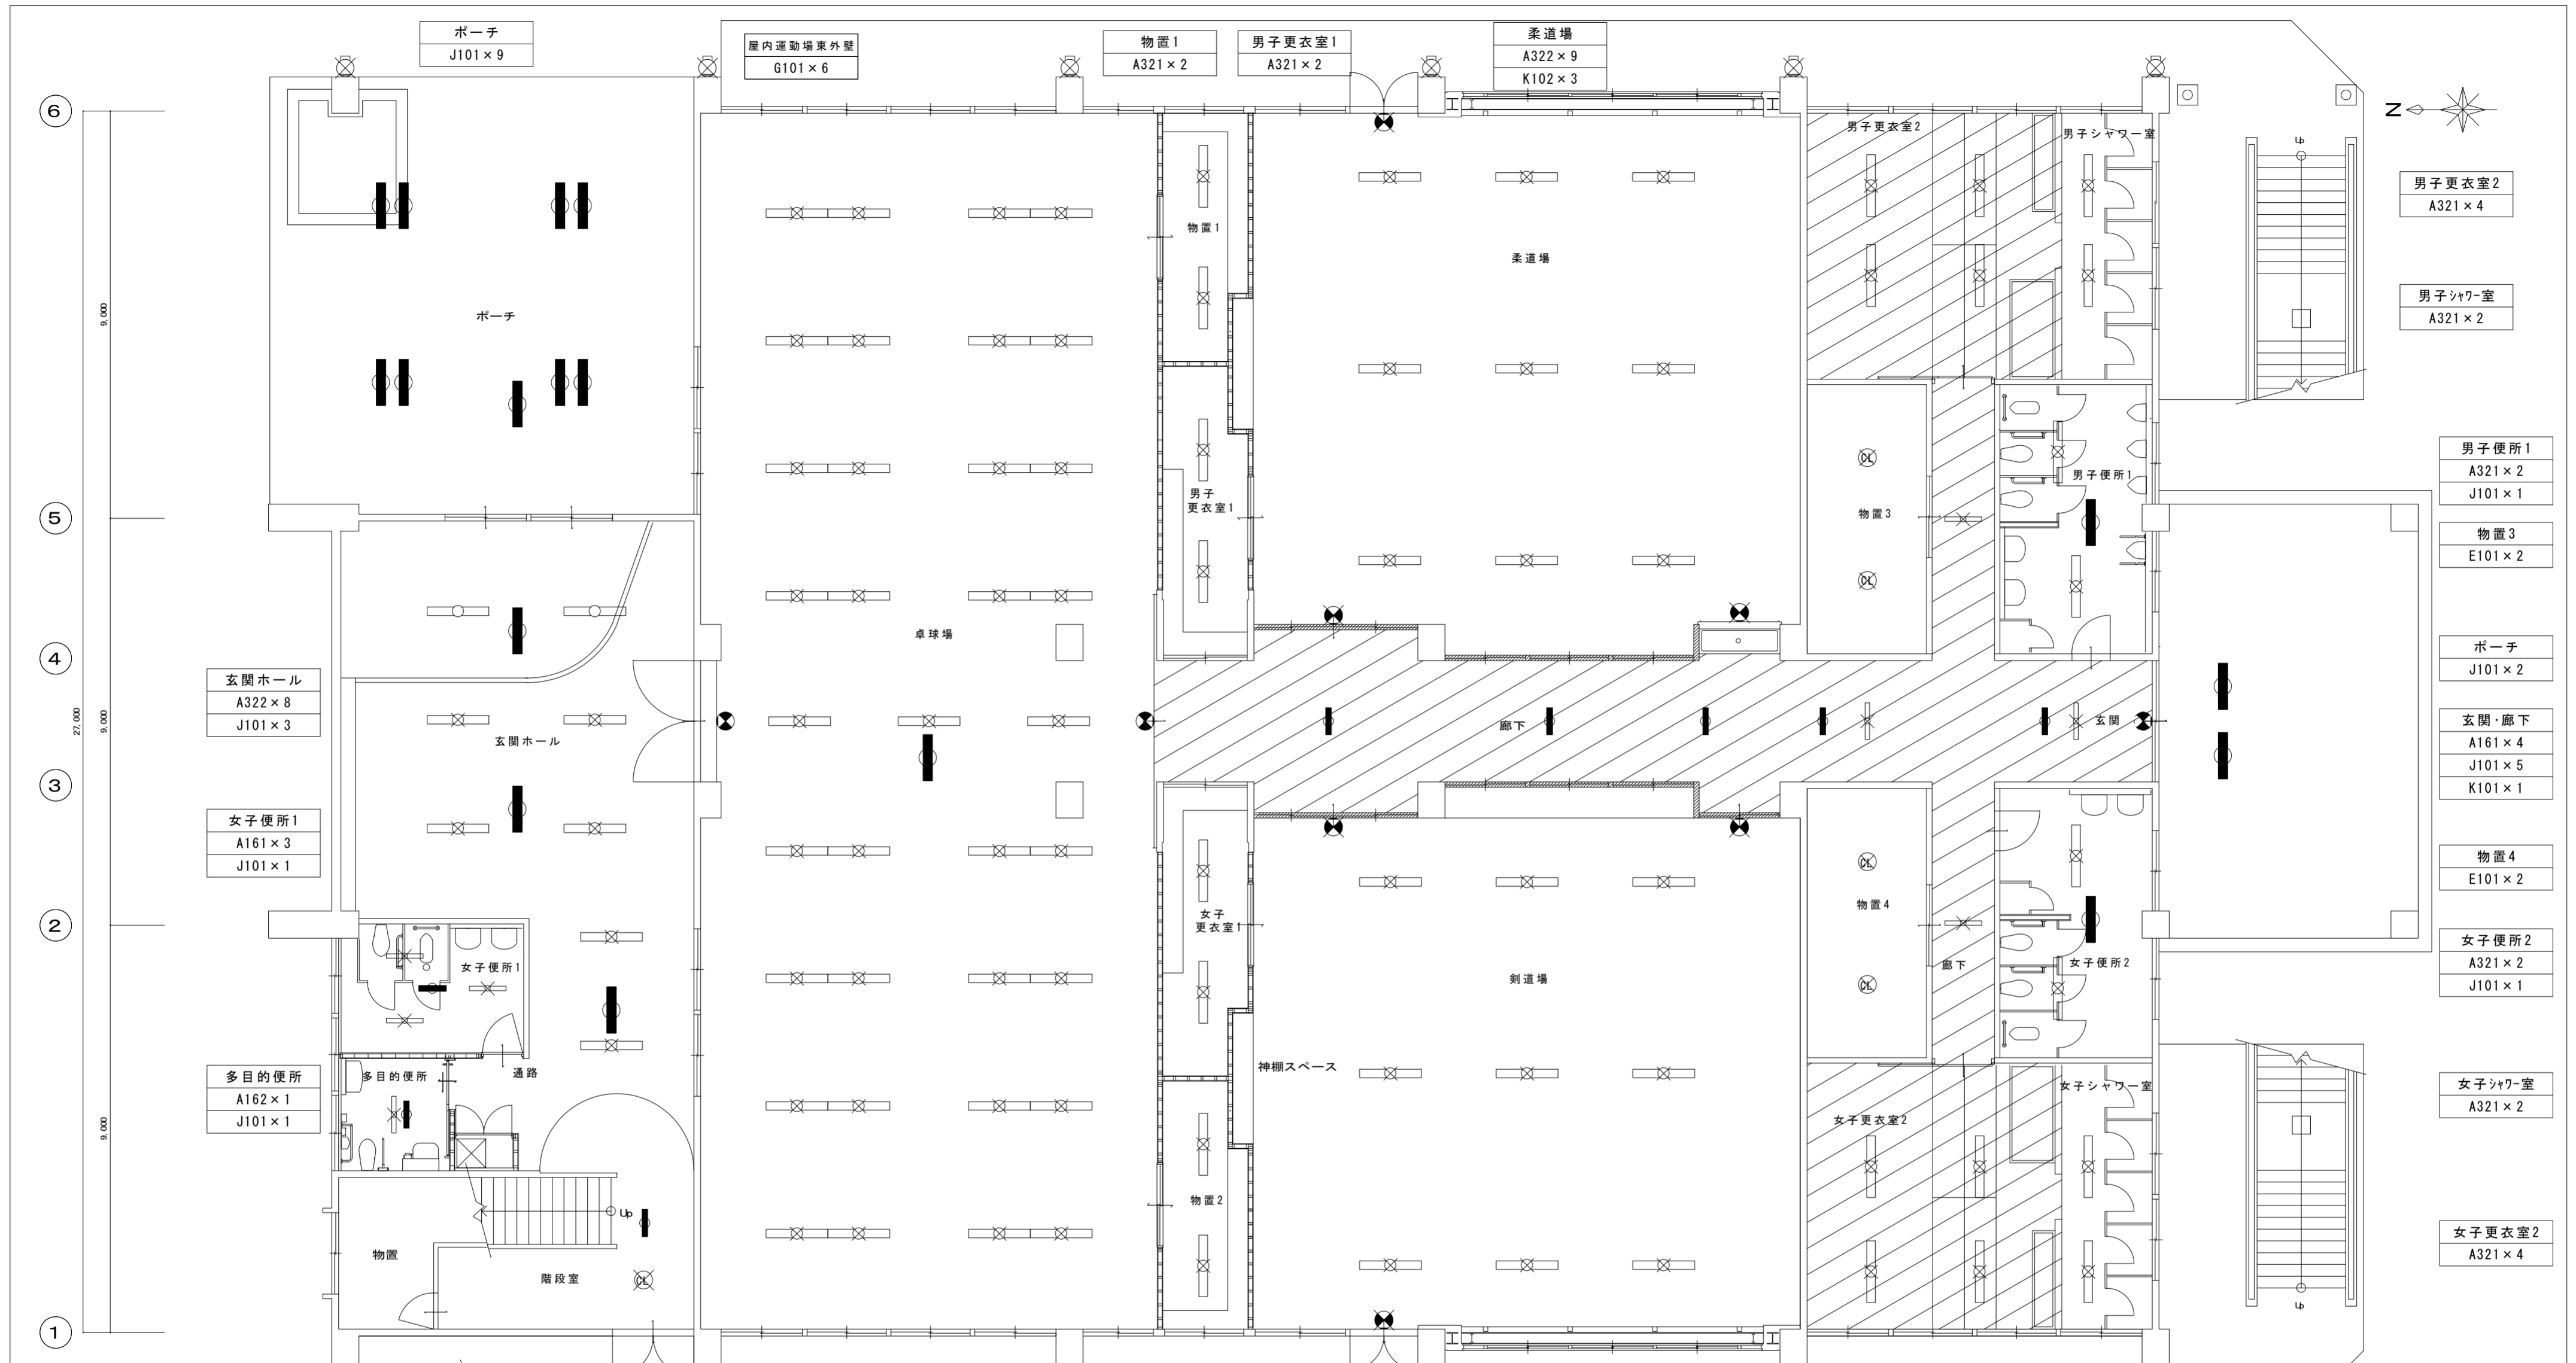 ポーチ
J101×9
屋内運動場東外壁
G101×6
物置1
A321×2
男子更衣室1
A321×2
柔道場
A322×9
K102×3
6
N
男子更衣室2
男子シャワー室
Up
男子更衣室2
A321×4
物置1
柔道場
男子シャワー室
A321×2
9,000
ポーチ
男子便所1
A321×2
J101×1
男子便所1
CL
男子
更衣室1
物置3
5
物置3
E101×2
CL
卓球場
4
ポーチ
J101×2
玄関ホール
A322×8
J101×3
27,000
9,000
玄関ホール
廊下
玄関
玄関・廊下
A161×4
J101×5
K101×1
3
女子便所1
A161×3
J101×1
物置4
E101×2
CL
物置4
女子
更衣室1
2
女子便所2
A321×2
J101×1
女子便所1
廊下
女子便所2
剣道場
CL
多目的便所
A162×1
J101×1
多目的便所
通路
神棚スペース
女子シャワー室
女子シャワー室
A321×2
9,000
女子更衣室2
物置2
Up
女子更衣室2
A321×4
物置
階段室
CL
Up
1